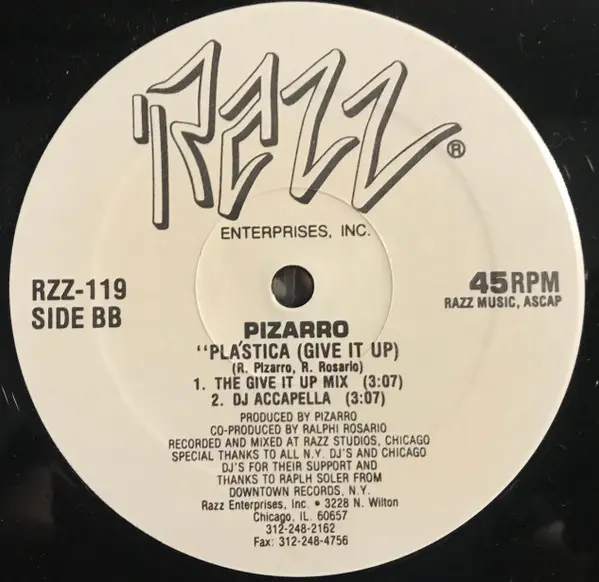 RAZZ®
ENTERPRISES, INC.
RZZ-119
SIDE BB
45RPM
RAZZ MUSIC, ASCAP
PIZARRO
"PLÁSTICA (GIVE IT UP)
(R. Pizarro, R. Rosario)
1. THE GIVE IT UP MIX (3:07)
2. DJ ACCAPELLA (3:07)
PRODUCED BY PIZARRO
CO-PRODUCED BY RALPHI ROSARIO
RECORDED AND MIXED AT RAZZ STUDIOS, CHICAGO
SPECIAL THANKS TO ALL N.Y. DJ'S AND CHICAGO
DJ'S FOR THEIR SUPPORT AND
THANKS TO RAPLH SOLER FROM
DOWNTOWN RECORDS, N.Y.
Razz Enterprises, Inc. • 3228 N. Wilton
Chicago, IL. 60657
312-248-2162
Fax: 312-248-4756